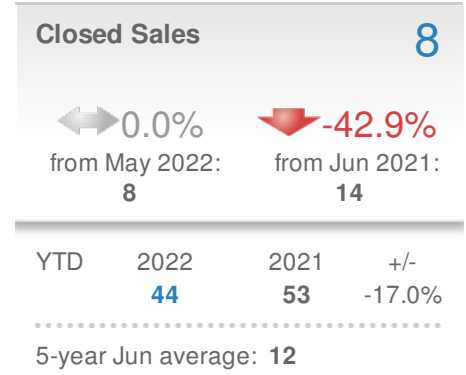 Closed Sales 8
0.0% -42.9%
from May 2022: from Jun 2021:
8 14
YTD 2022 2021 +/-
44 53 -17.0%
5-year Jun average: 12